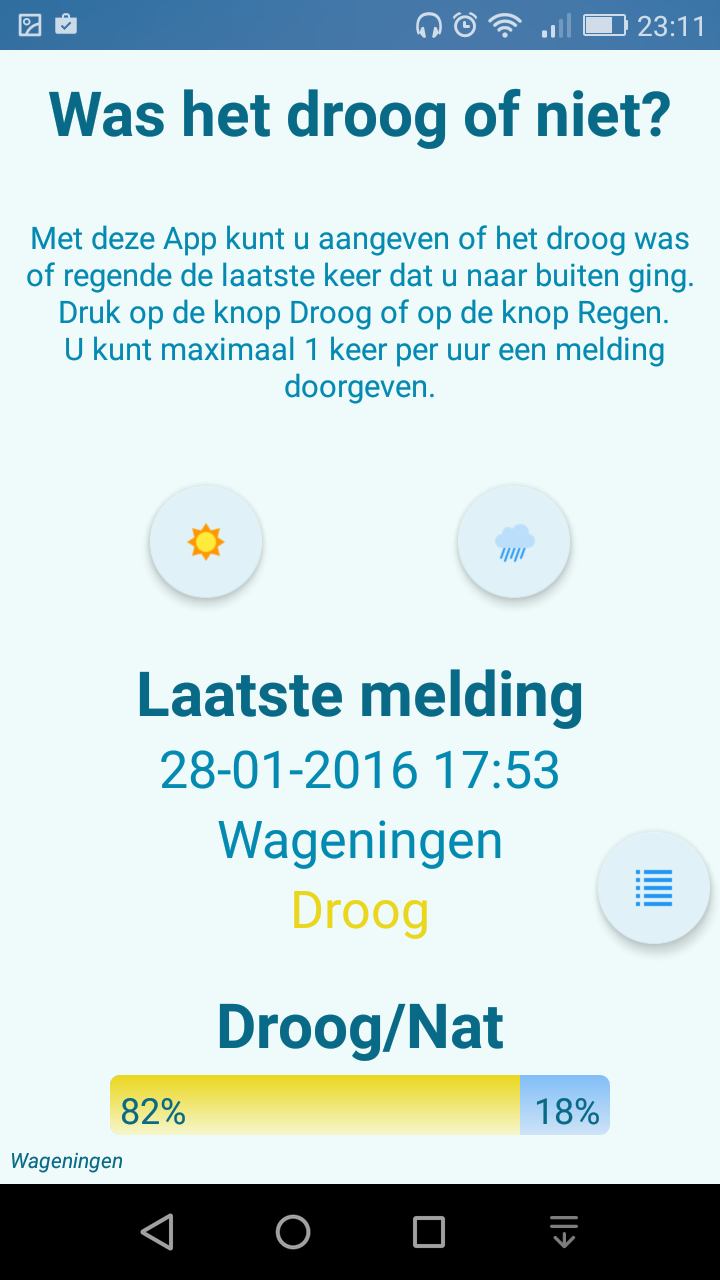 23:11
Was het droog of niet?
Met deze App kunt u aangeven of het droog was
of regende de laatste keer dat u naar buiten ging.
Druk op de knop Droog of op de knop Regen.
U kunt maximaal 1 keer per uur een melding
doorgeven.
Laatste melding
28-01-2016 17:53
Wageningen
Droog
Droog/Nat
82% 18%
Wageningen